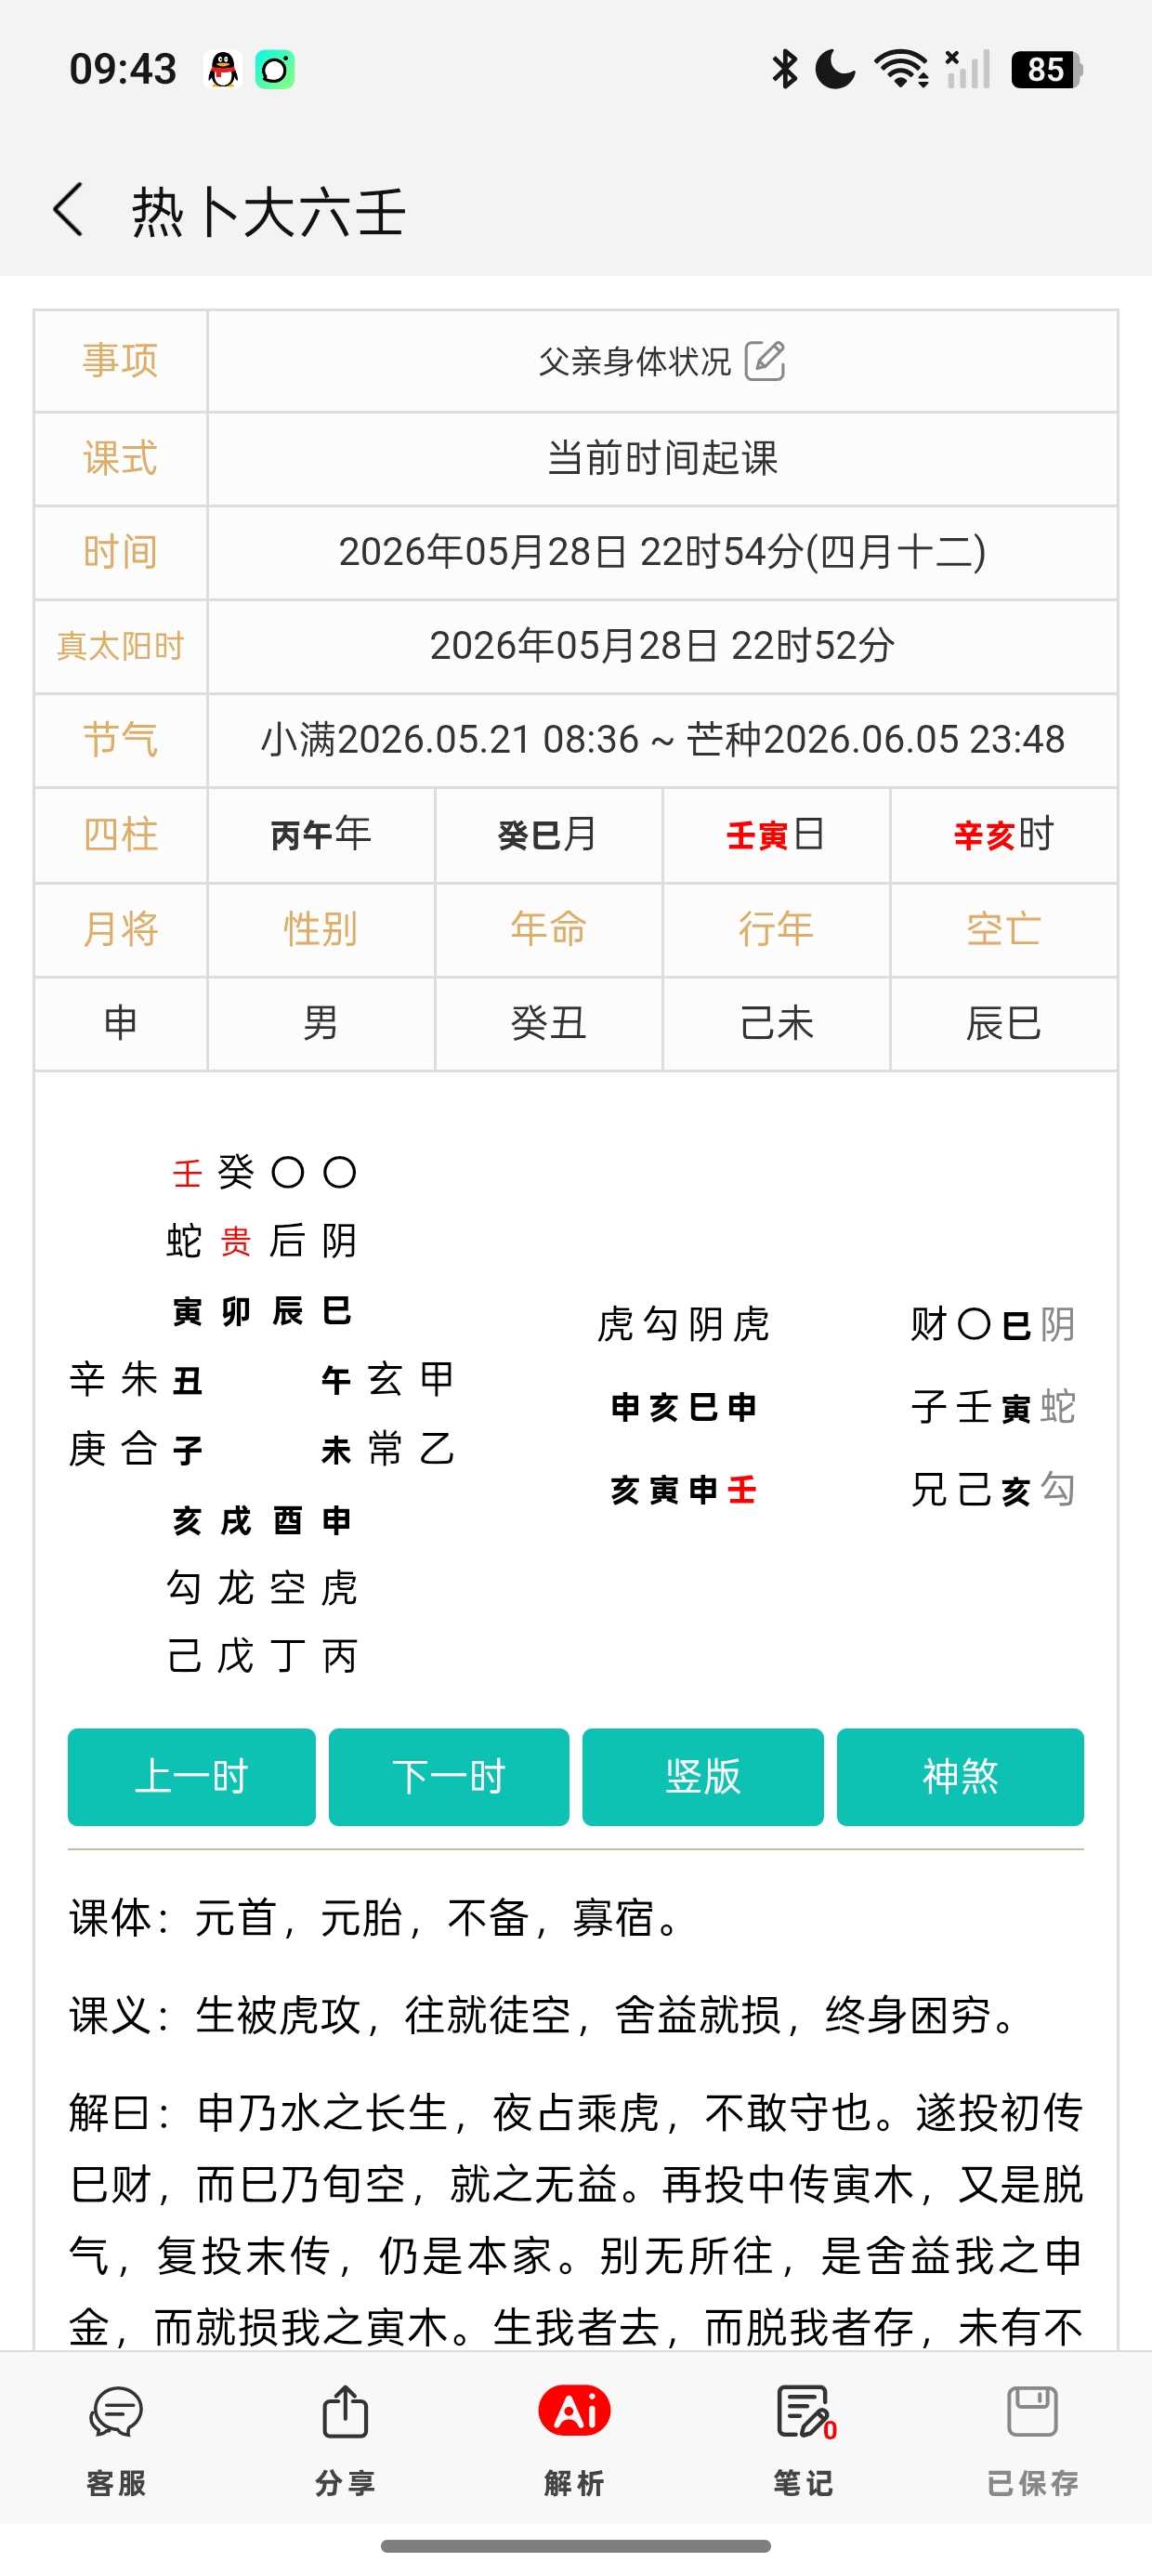 09:43
85
热卜大六壬
事项 父亲身体状况
课式 当前时间起课
时间 2026年05月28日 22时54分(四月十二)
真太阳时 2026年05月28日 22时52分
节气 小满2026.05.21 08:36 ~ 芒种2026.06.05 23:48
四柱 丙午年 癸巳月 壬寅日 辛亥时
月将 性别 年命 行年 空亡
申 男 癸丑 己未 辰巳
壬癸〇〇
蛇贵后阴
寅卯辰巳
辛朱丑 午玄甲
庚合子 未常乙
亥戌酉申
勾龙空虎
己戊丁丙
虎勾阴虎
申亥巳申
亥寅申壬
财〇巳阴
子壬寅蛇
兄己亥勾
上一时 下一时 竖版 神煞
课体：元首，元胎，不备，寡宿。
课义：生被虎攻，往就徒空，舍益就损，终身困穷。
解曰：申乃水之长生，夜占乘虎，不敢守也。遂投初传
巳财，而巳乃旬空，就之无益。再投中传寅木，又是脱
气，复投末传，仍是本家。别无所往，是舍益我之申
金，而就损我之寅木。生我者去，而脱我者存，未有不
Ai 0
客服 分享 解析 笔记 已保存